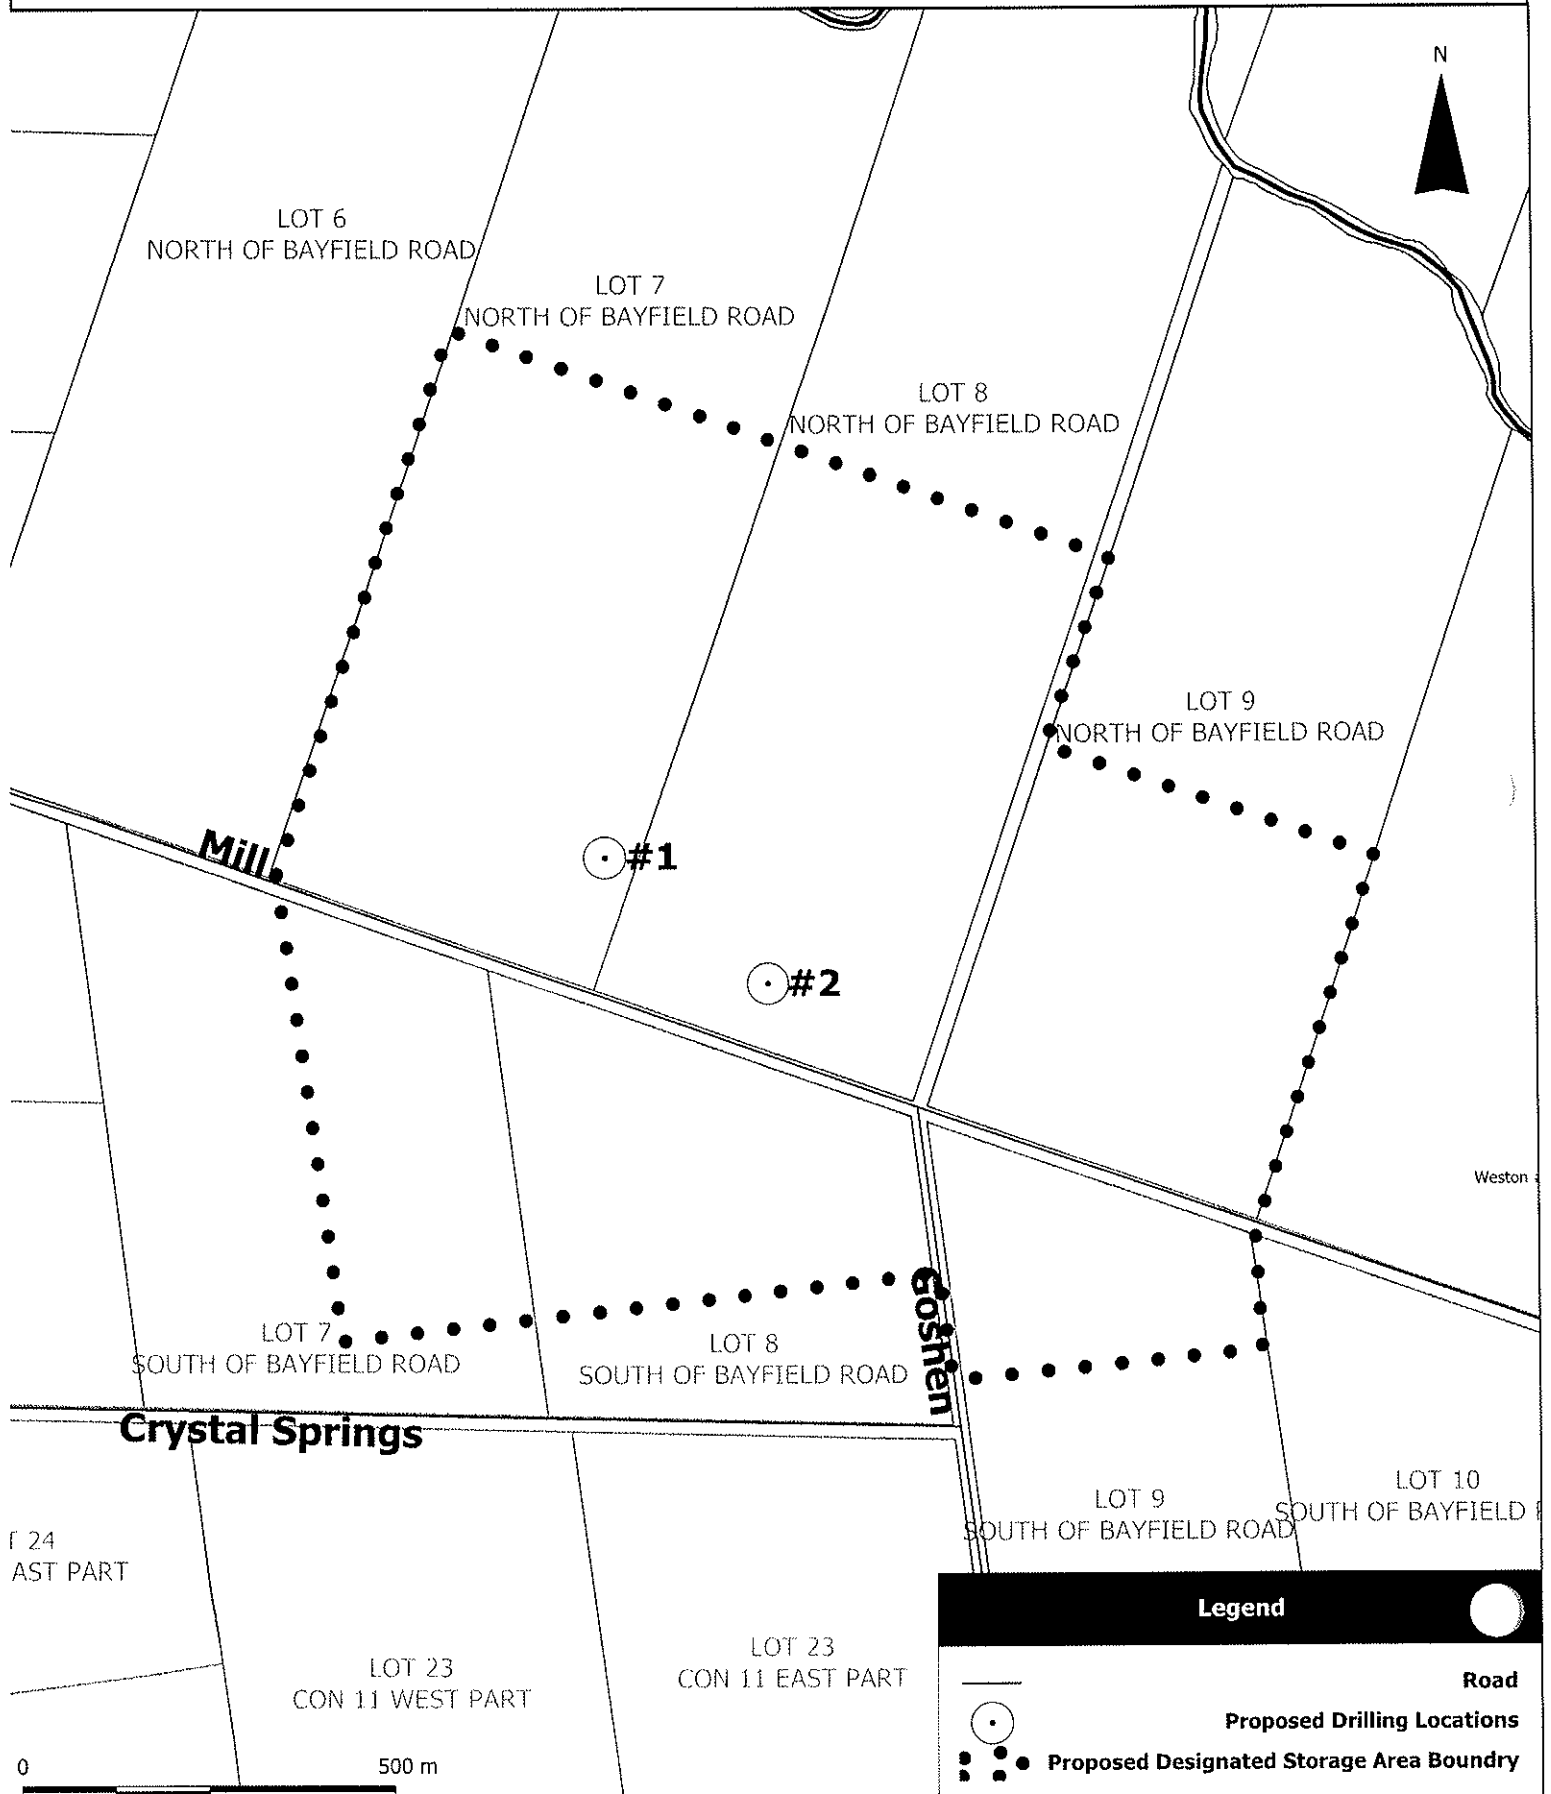 N
LOT 6
NORTH OF BAYFIELD ROAD
LOT 7
NORTH OF BAYFIELD ROAD
LOT 8
NORTH OF BAYFIELD ROAD
LOT 9
NORTH OF BAYFIELD ROAD
Mill
#1
#2
Weston
Goshen
LOT 7
SOUTH OF BAYFIELD ROAD
LOT 8
SOUTH OF BAYFIELD ROAD
Crystal Springs
LOT 9
SOUTH OF BAYFIELD ROAD
LOT 10
SOUTH OF BAYFIELD
24
AST PART
LOT 23
CON 11 WEST PART
LOT 23
CON 11 EAST PART
Legend
Road
Proposed Drilling Locations
Proposed Designated Storage Area Boundry
0 500 m